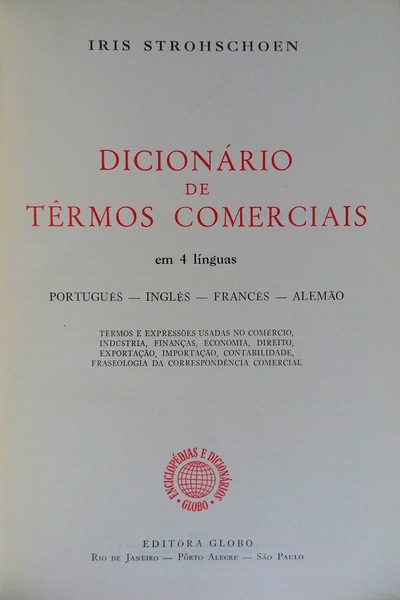 IRIS STROHSCHOEN
DICIONÁRIO
DE
TÊRMOS COMERCIAIS
em 4 línguas
PORTUGUÊS — INGLÊS — FRANCÊS — ALEMÃO
TÊRMOS E EXPRESSÕES USADAS NO COMÉRCIO,
INDUSTRIA, FINANÇAS, ECONOMIA, DIREITO,
EXPORTAÇÃO, IMPORTAÇÃO, CONTABILIDADE,
FRASEOLOGIA DA CORRESPONDÊNCIA COMERCIAL
ENCICLOPÉDIAS E DICIONÁRIOS
GLOBO
EDITÔRA GLOBO
RIO DE JANEIRO — PÔRTO ALEGRE — SÃO PAULO